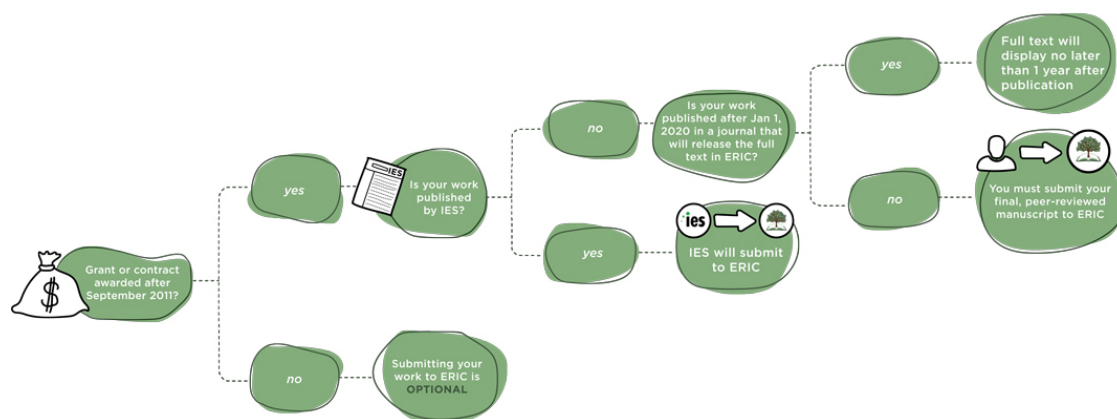 Grant or contract
awarded after
September 2011?
yes
IES
Is your work
published
by IES?
no
Is your work
published after Jan 1,
2020 in a journal that
will release the full
text in ERIC?
yes
Full text will
display no later
than 1 year after
publication
no
You must submit your
final, peer-reviewed
manuscript to ERIC
yes
ies
IES will submit
to ERIC
no
Submitting your
work to ERIC is
OPTIONAL